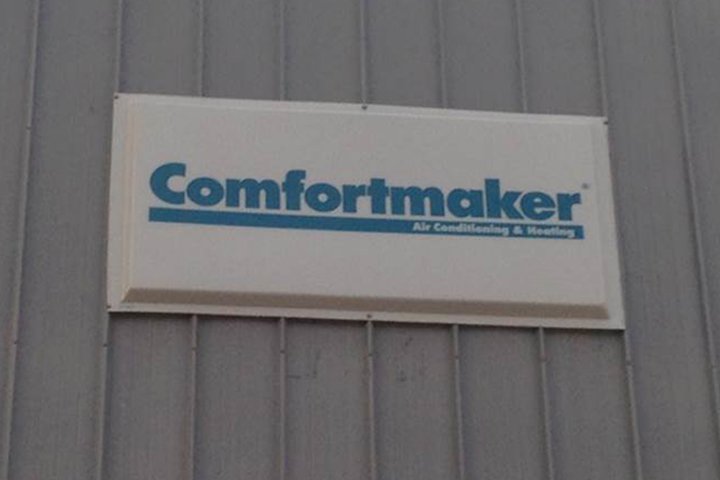 Comfortmaker®
Air Conditioning & Heating